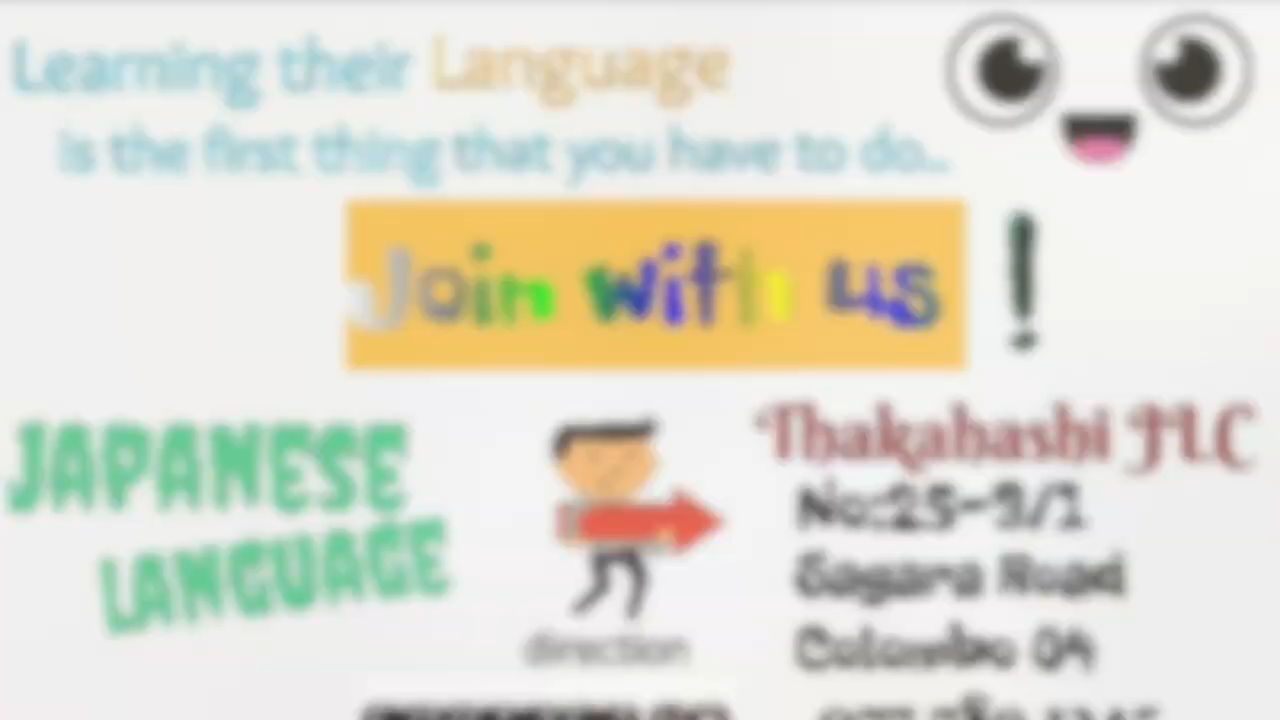 Learning their Language
is the first thing that you have to do...
Join with us !
JAPANESE
LANGUAGE
direction
Thakahashi JLC
No:25-3/1
Sagara Road
Colombo 04